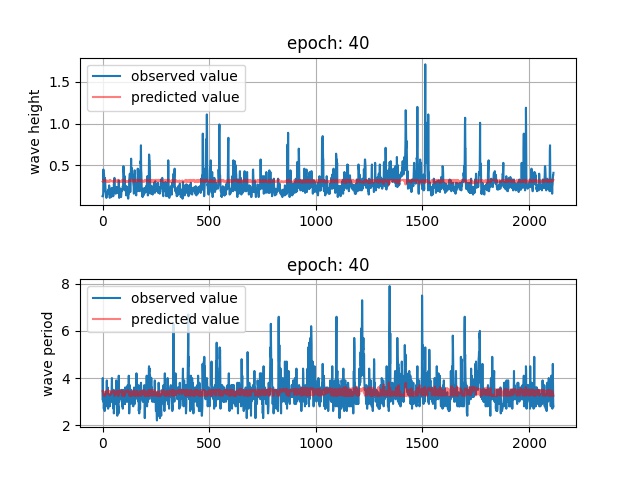 epoch: 40
wave height
1.5
1.0
0.5
observed value
predicted value
0 500 1000 1500 2000
epoch: 40
wave period
8
6
4
2
observed value
predicted value
0 500 1000 1500 2000